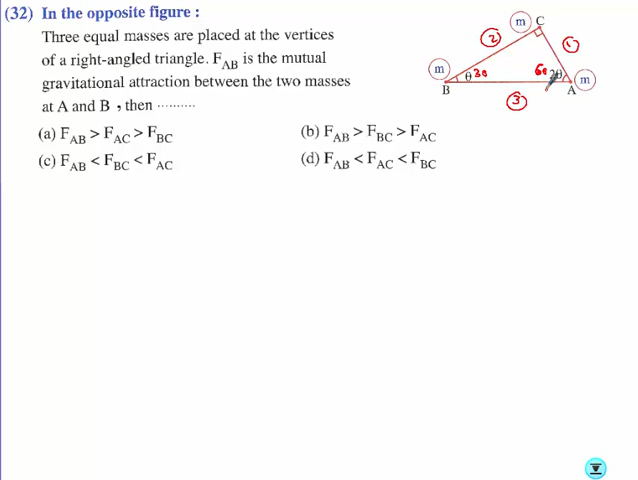 (32) In the opposite figure :
Three equal masses are placed at the vertices
of a right-angled triangle. F_AB is the mutual
gravitational attraction between the two masses
at A and B , then ..........
(a) F_AB > F_AC > F_BC
(b) F_AB > F_BC > F_AC
(c) F_AB < F_BC < F_AC
(d) F_AB < F_AC < F_BC
m C
2
1
m
θ 30
60 2θ
m
B
A
3